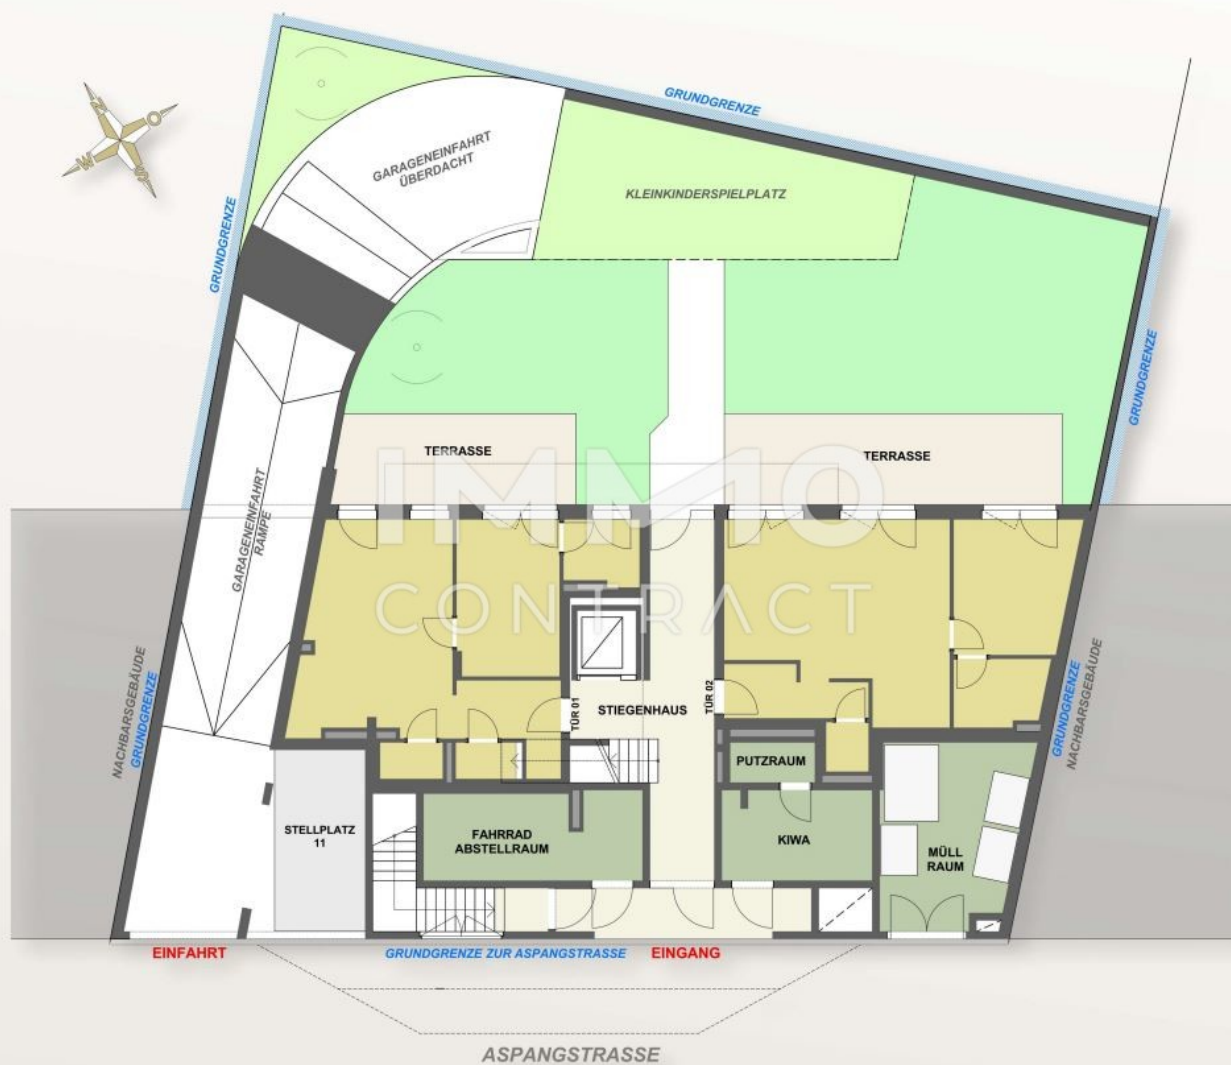 GRUNDGRENZE
N
O
W
S
GARAGENEINFAHRT
ÜBERDACHT
KLEINKINDERSPIELPLATZ
GRUNDGRENZE
GRUNDGRENZE
TERRASSE
TERRASSE
IMMO
CONTRACT
GARAGENEINFAHRT
RAMPE
NACHBARSGEBÄUDE
GRUNDGRENZE
TÜR 01
STIEGENHAUS
TÜR 02
GRUNDGRENZE
NACHBARSGEBÄUDE
PUTZRAUM
STELLPLATZ
11
FAHRRAD
ABSTELLRAUM
KIWA
MÜLL
RAUM
EINFAHRT
GRUNDGRENZE ZUR ASPANGSTRASSE
EINGANG
ASPANGSTRASSE